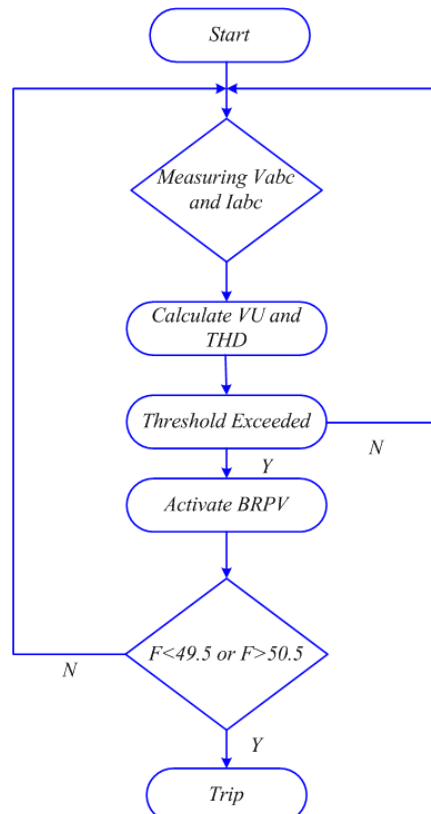 Start
Measuring Vabc
and Iabc
Calculate VU and
THD
Threshold Exceeded
N
Y
Activate BRPV
F<49.5 or F>50.5
N
Y
Trip